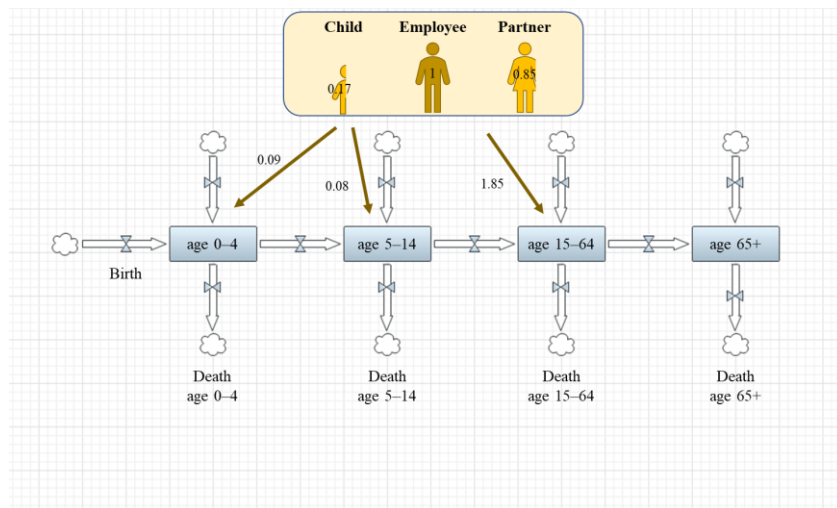 Child Employee Partner
0.17 1 0.85
0.09
0.08
1.85
age 0–4 age 5–14 age 15–64 age 65+
Birth
Death Death Death Death
age 0–4 age 5–14 age 15–64 age 65+